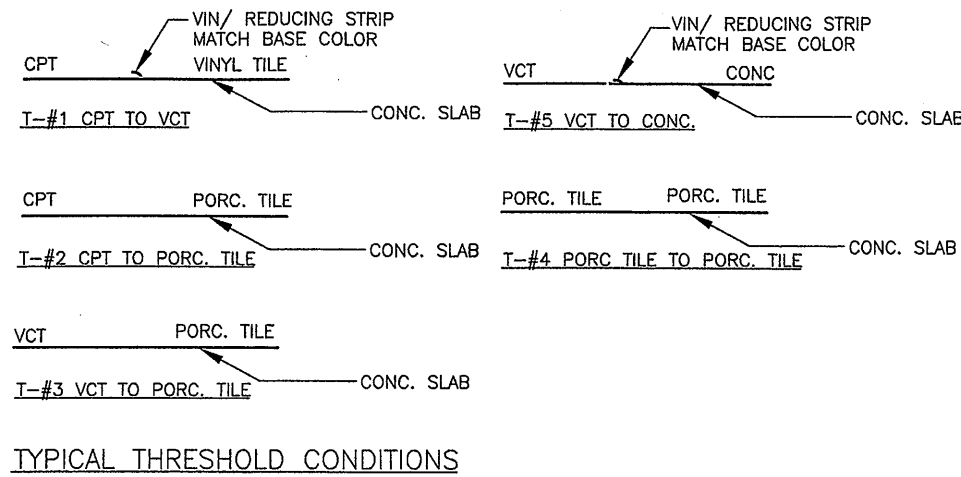 VIN/ REDUCING STRIP
MATCH BASE COLOR
CPT
VINYL TILE
CONC. SLAB
T-#1 CPT TO VCT
VIN/ REDUCING STRIP
MATCH BASE COLOR
VCT
CONC
CONC. SLAB
T-#5 VCT TO CONC.
CPT
PORC. TILE
CONC. SLAB
T-#2 CPT TO PORC. TILE
PORC. TILE
PORC. TILE
CONC. SLAB
T-#4 PORC TILE TO PORC. TILE
VCT
PORC. TILE
CONC. SLAB
T-#3 VCT TO PORC. TILE
TYPICAL THRESHOLD CONDITIONS